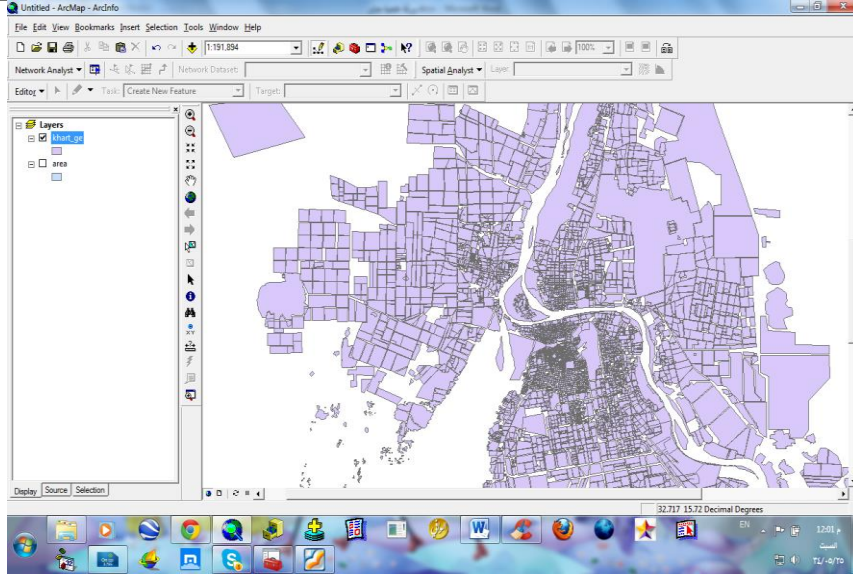 Untitled - ArcMap - ArcInfo
File Edit View Bookmarks Insert Selection Tools Window Help
1:191,894
100%
Network Analyst
Network Dataset:
Spatial Analyst
Layer:
Editor
Task: Create New Feature
Target:
Layers
khart_ge
area
Display Source Selection
32.717 15.72 Decimal Degrees
EN
12:01 م
السبت